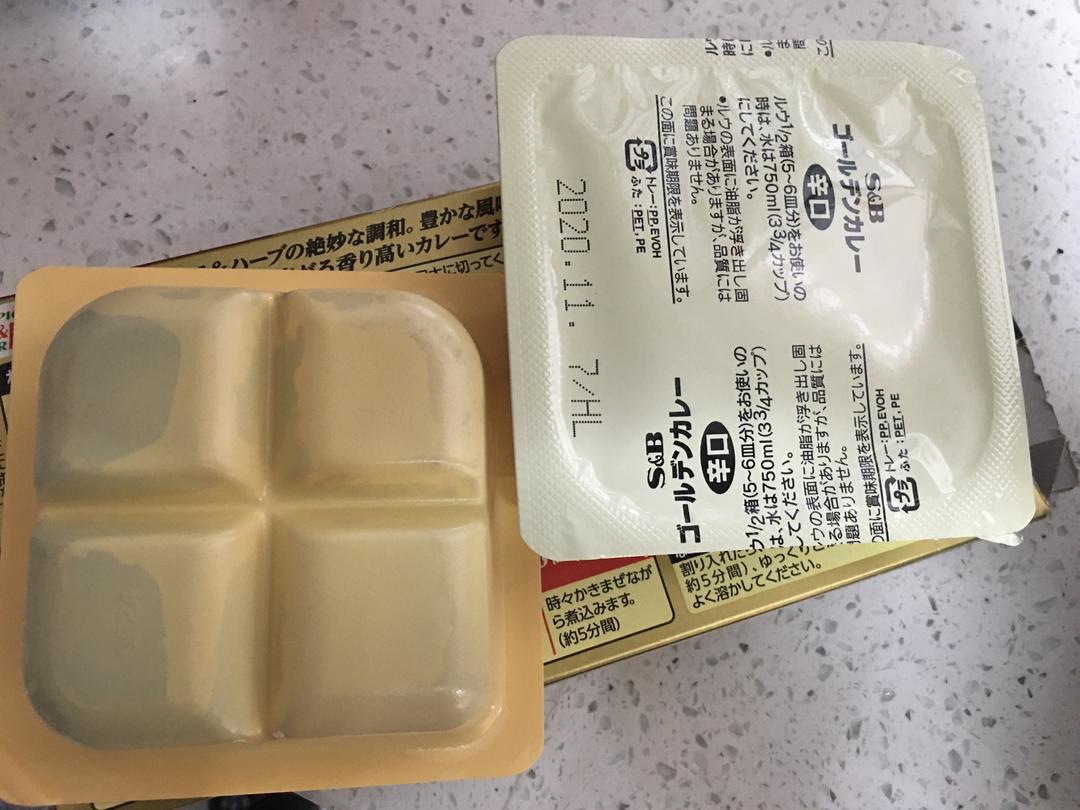 ハーブの絶妙な調和。豊かな風味
香り高いカレーです
S&B
ゴールデンカレー
辛口
ルウ1/2箱(5~6皿分)をお使いの
時は、水は750ml(3 3/4カップ)
にしてください。
●ルウの表面に油脂が浮き出し固
まる場合がありますが、品質には
問題ありません。
この面に賞味期限を表示しています。
プラ
トレー:PP,EVOH
ふた:PET,PE
2020.11. 7/HL
S&B
ゴールデンカレー
辛口
ウ1/2箱(5~6皿分)をお使いの
は、水は750ml(3 3/4カップ)
してください。
ウの表面に油脂が浮き出し固
る場合がありますが、品質には
題ありません。
の面に賞味期限を表示しています。
プラ
トレー:PP,EVOH
ふた:PET,PE
時々かきまぜなが
ら煮込みます。
(約5分間)
割り入れた
約5分間)、ゆっくり
よく溶かしてください。